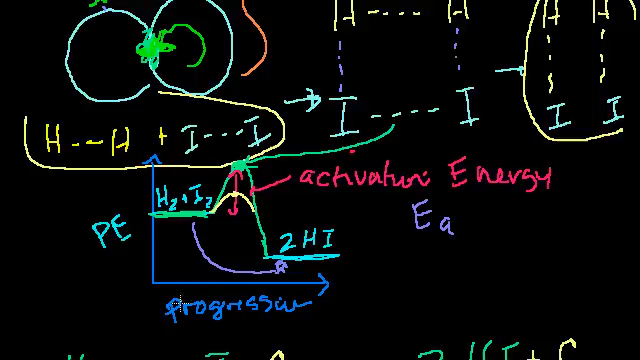 H ---- H
H H
H -- H + I --- I
I ---- I
I I
activation Energy
Ea
H2 + I2
PE
2HI
Progression